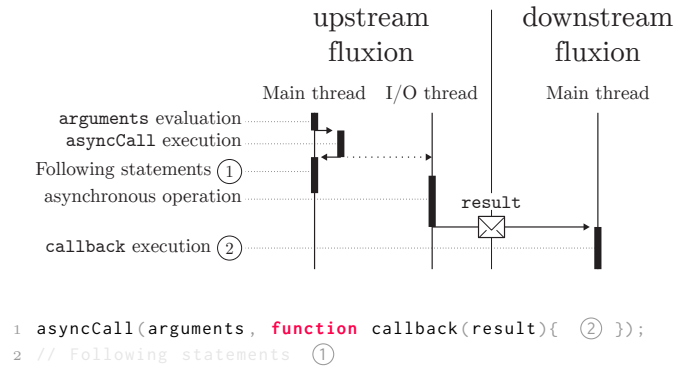 upstream fluxion
downstream fluxion
Main thread
I/O thread
Main thread
arguments evaluation
asyncCall execution
Following statements ①
asynchronous operation
result
callback execution ②
1 asyncCall(arguments, function callback(result){ ② });
2 // Following statements ①